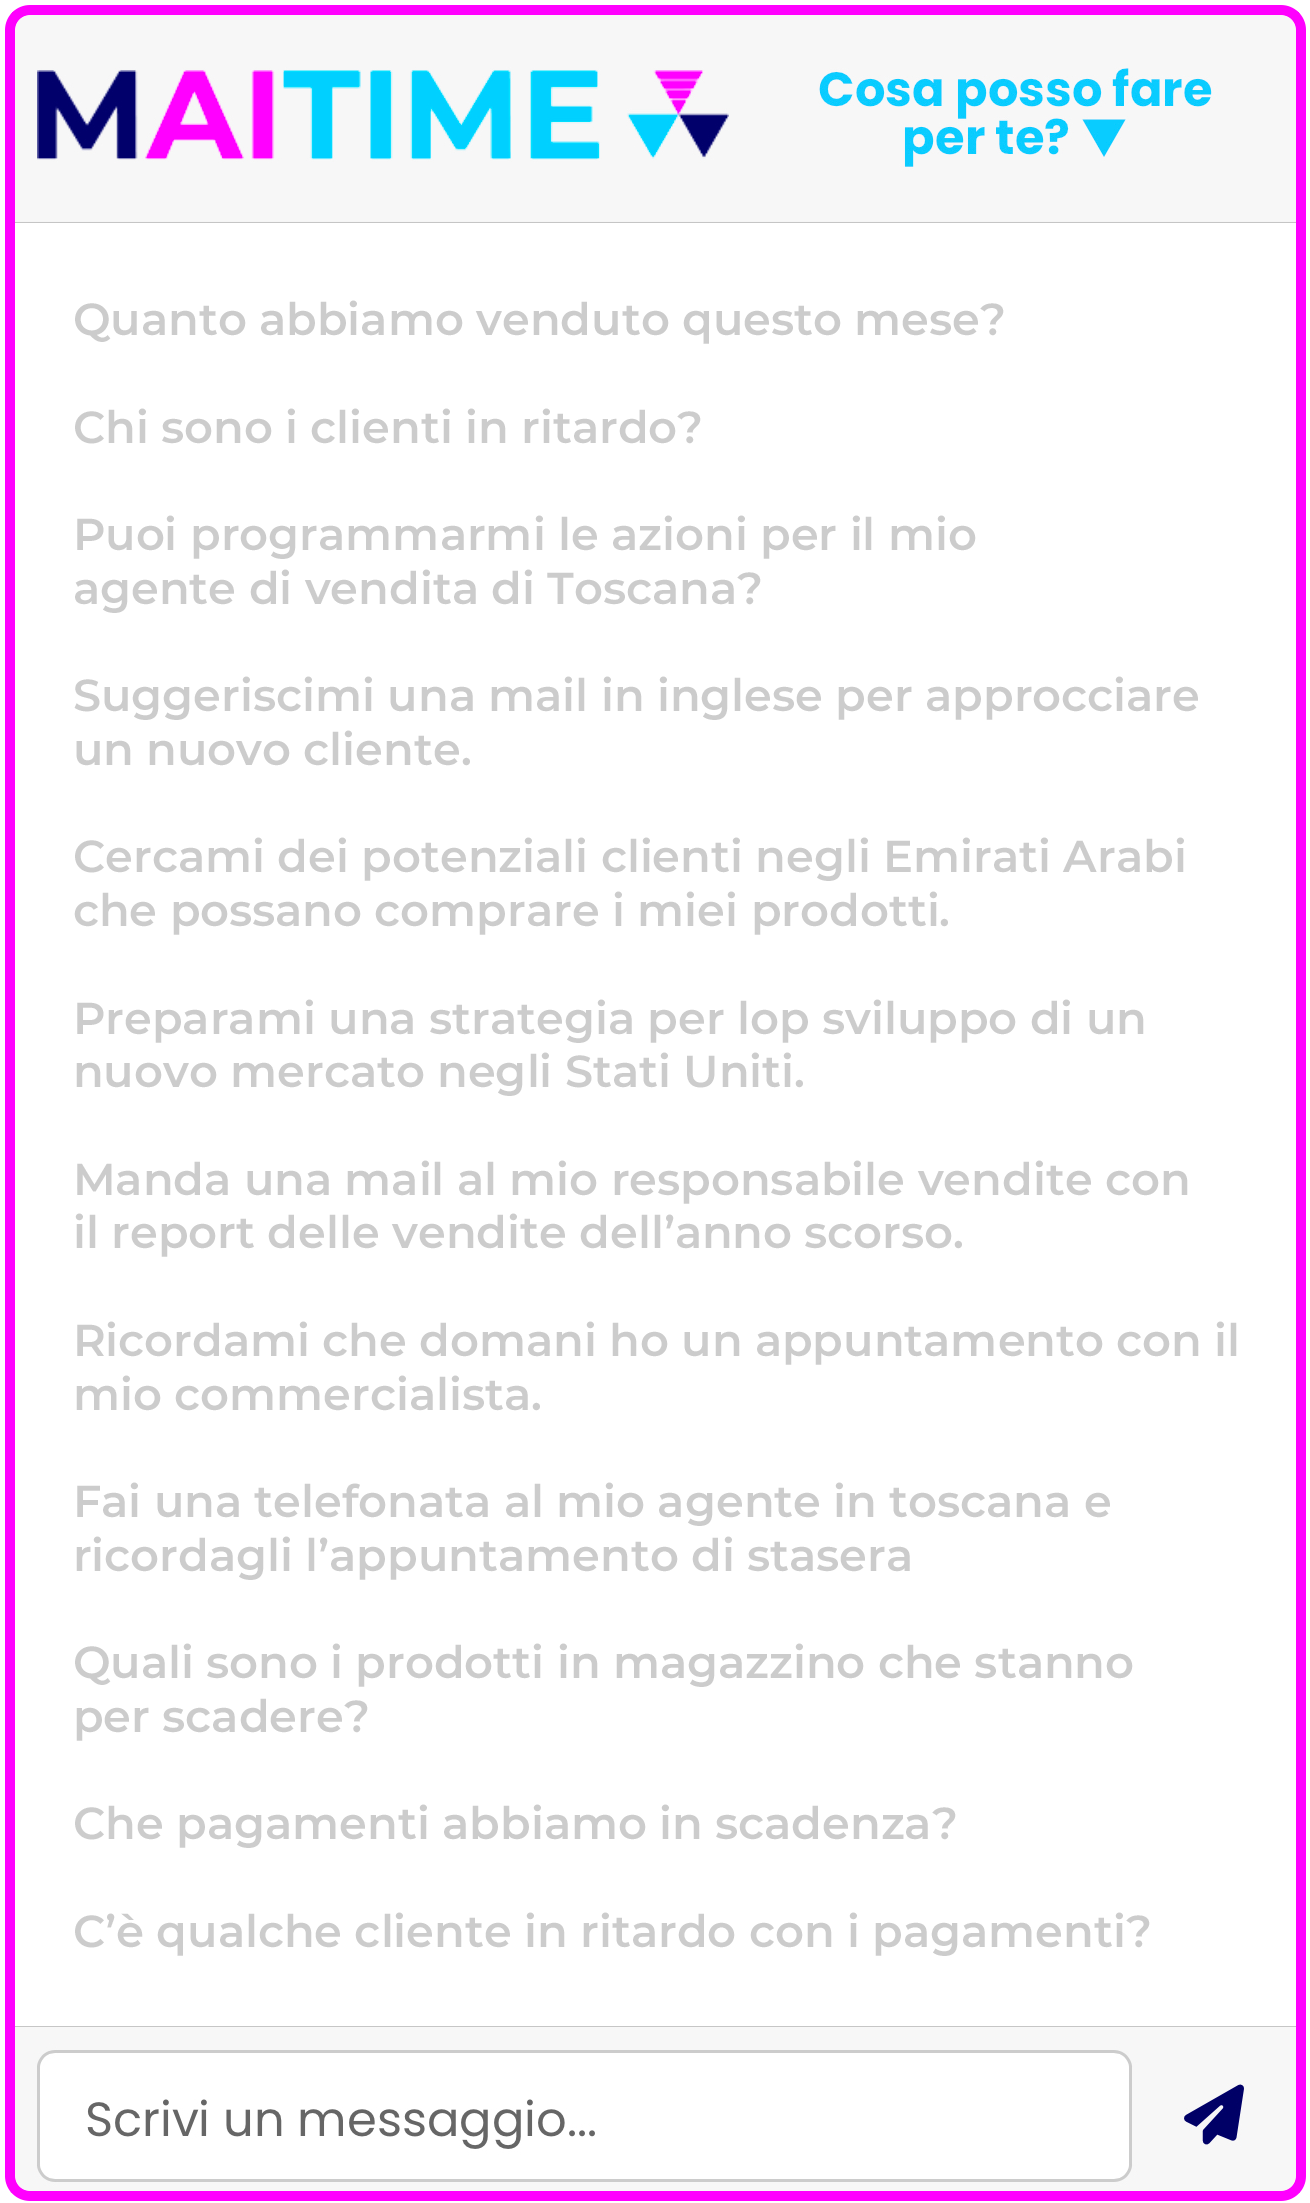 MAITIME
Cosa posso fare
per te?
Quanto abbiamo venduto questo mese?
Chi sono i clienti in ritardo?
Puoi programmarmi le azioni per il mio
agente di vendita di Toscana?
Suggeriscimi una mail in inglese per approcciare
un nuovo cliente.
Cercami dei potenziali clienti negli Emirati Arabi
che possano comprare i miei prodotti.
Preparami una strategia per lop sviluppo di un
nuovo mercato negli Stati Uniti.
Manda una mail al mio responsabile vendite con
il report delle vendite dell’anno scorso.
Ricordami che domani ho un appuntamento con il
mio commercialista.
Fai una telefonata al mio agente in toscana e
ricordagli l’appuntamento di stasera
Quali sono i prodotti in magazzino che stanno
per scadere?
Che pagamenti abbiamo in scadenza?
C’è qualche cliente in ritardo con i pagamenti?
Scrivi un messaggio...